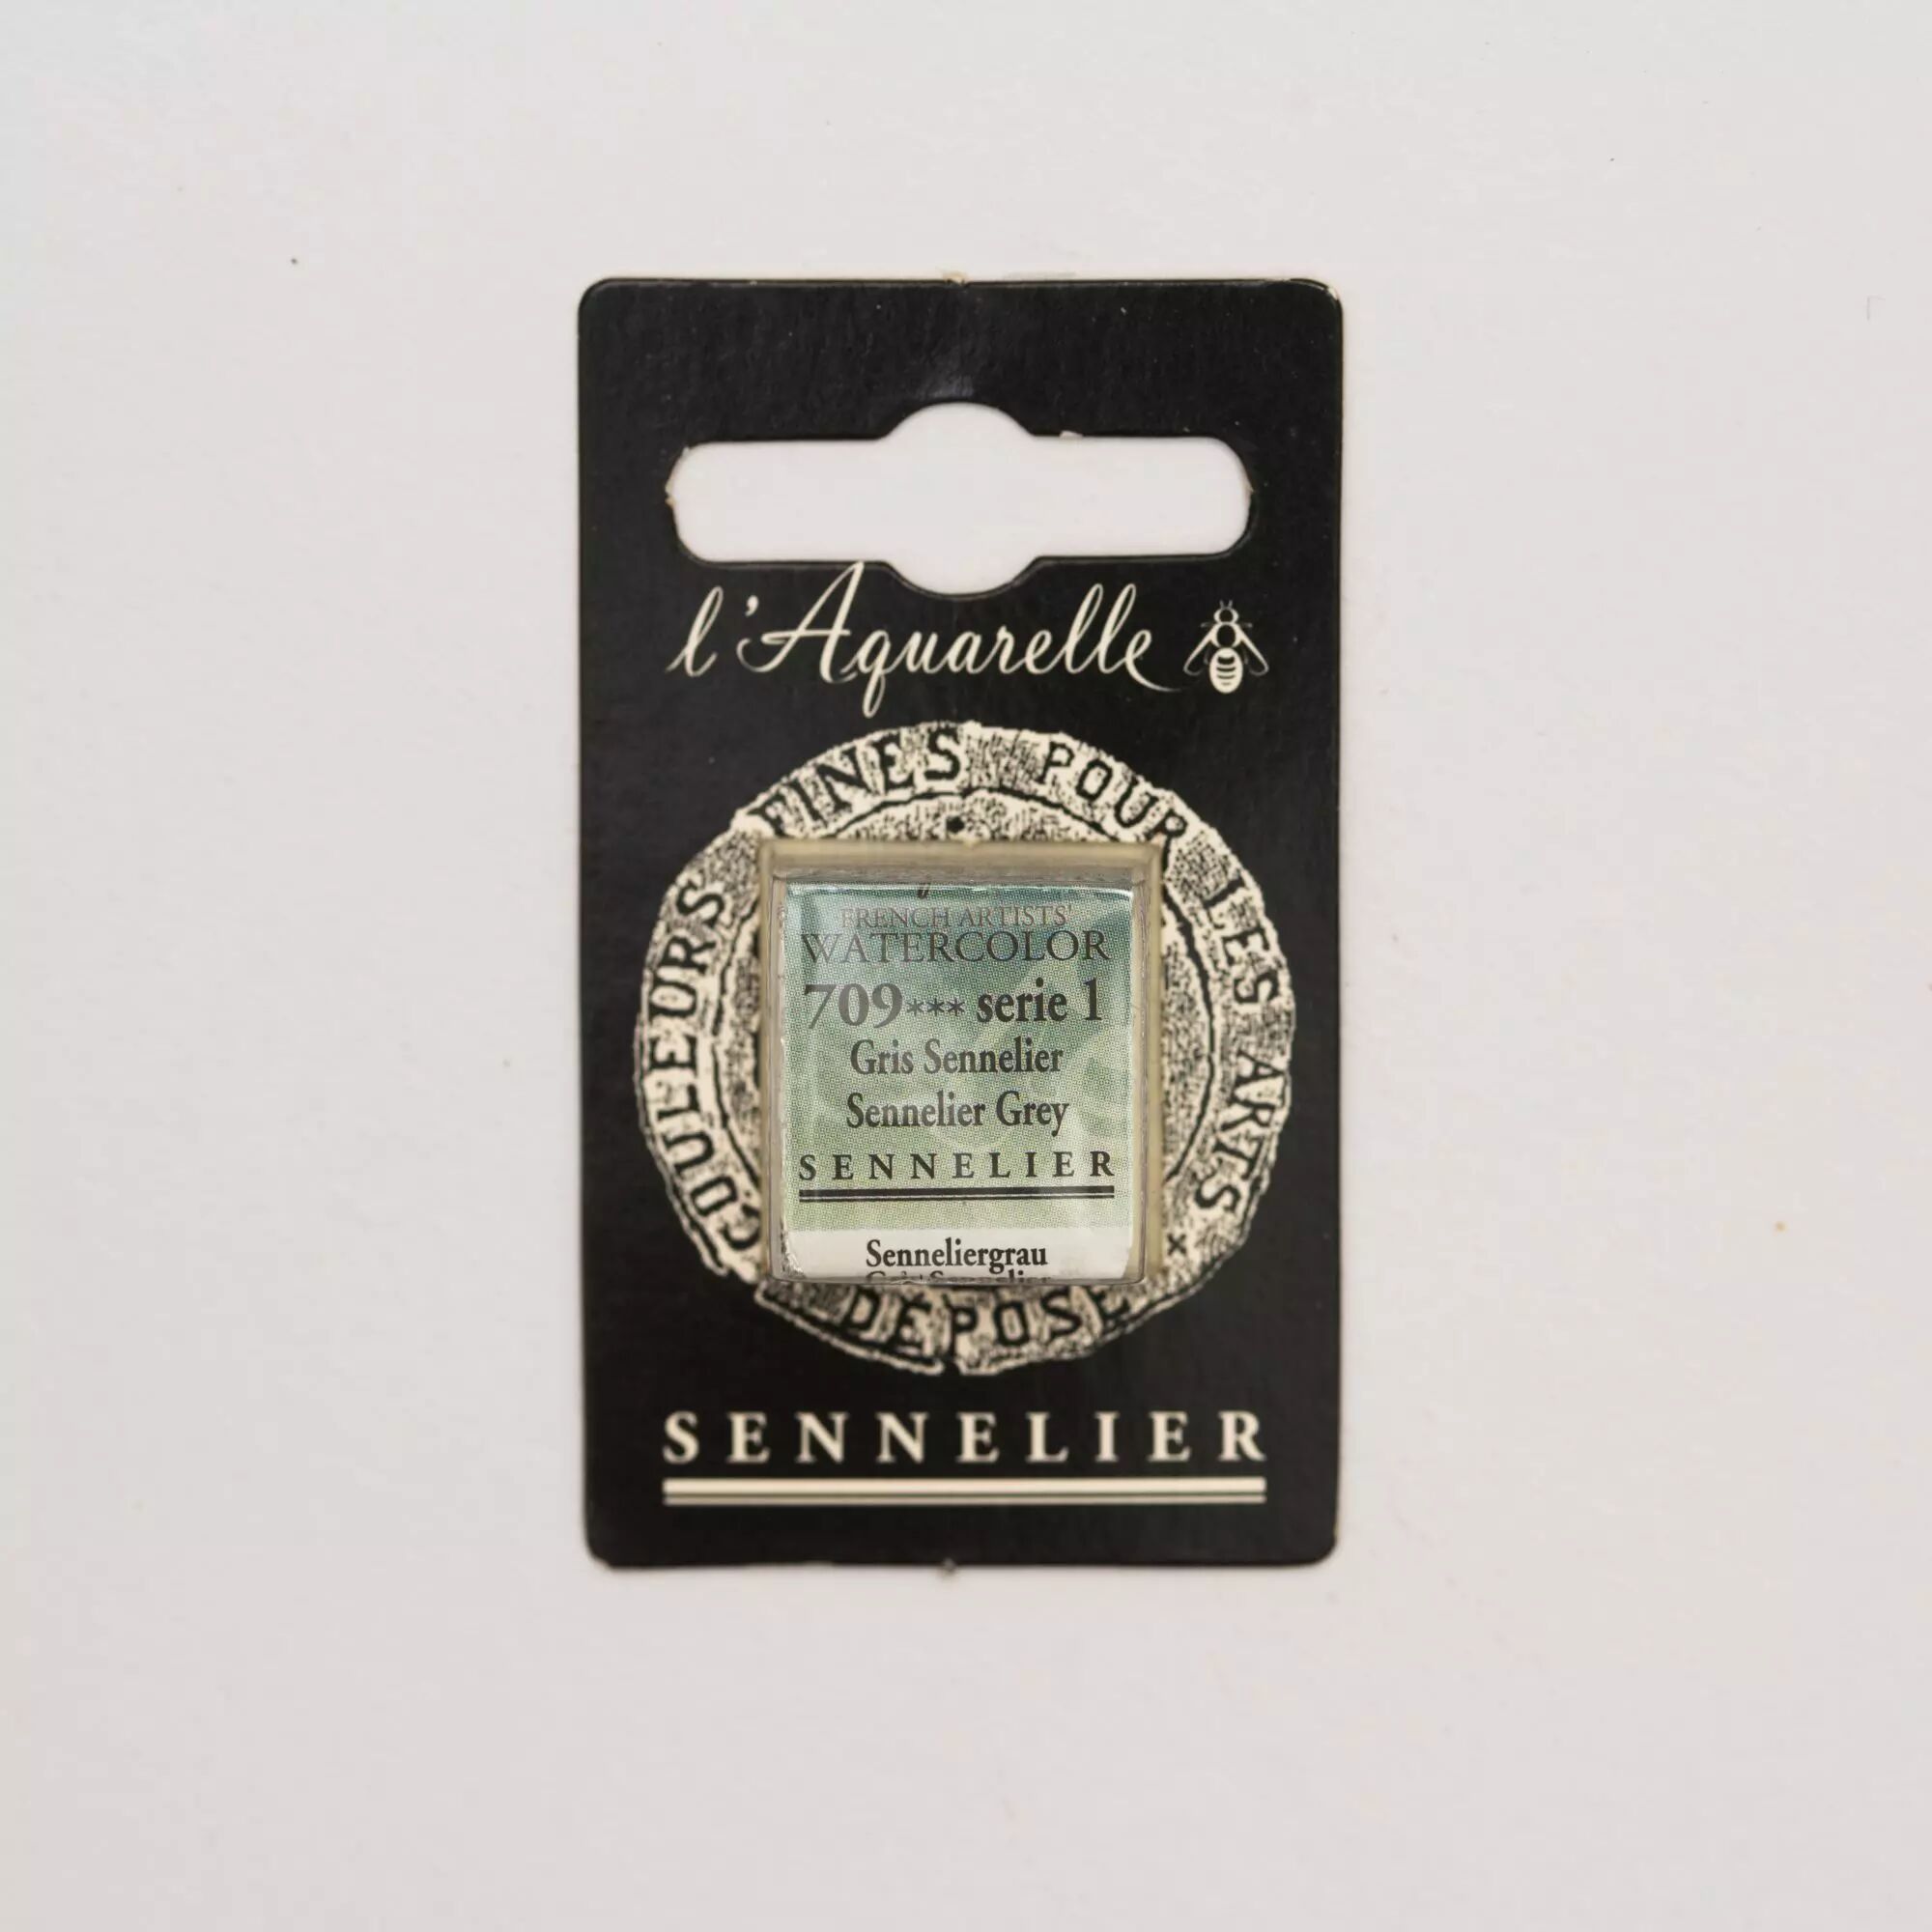 l'Aquarelle
COULEURS FINES POUR LES ARTS
FRENCH ARTISTS'
WATERCOLOR
709*** serie 1
Gris Sennelier
Sennelier Grey
SENNELIER
Senneliergrau
DÉPOSÉ
SENNELIER